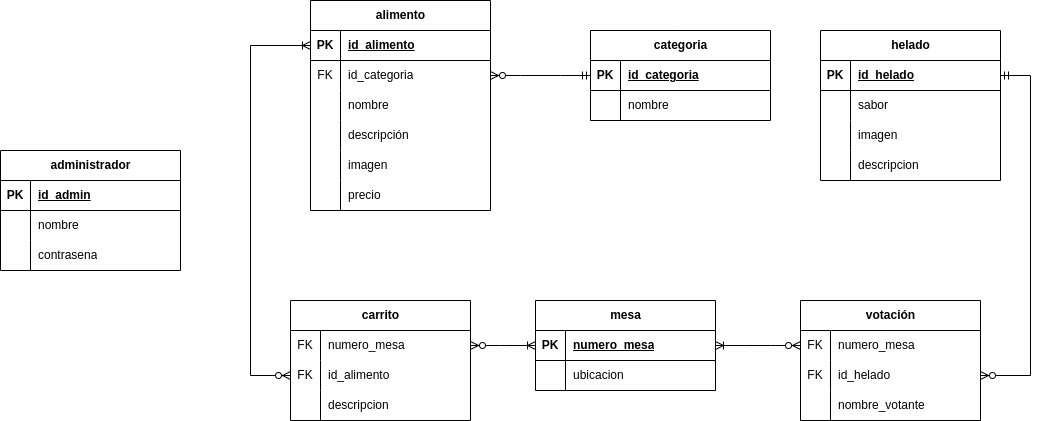 alimento
PK id_alimento
FK id_categoria
nombre
descripción
imagen
precio
categoria
PK id_categoria
nombre
helado
PK id_helado
sabor
imagen
descripcion
administrador
PK id_admin
nombre
contrasena
carrito
FK numero_mesa
FK id_alimento
descripcion
mesa
PK numero_mesa
ubicacion
votación
FK numero_mesa
FK id_helado
nombre_votante